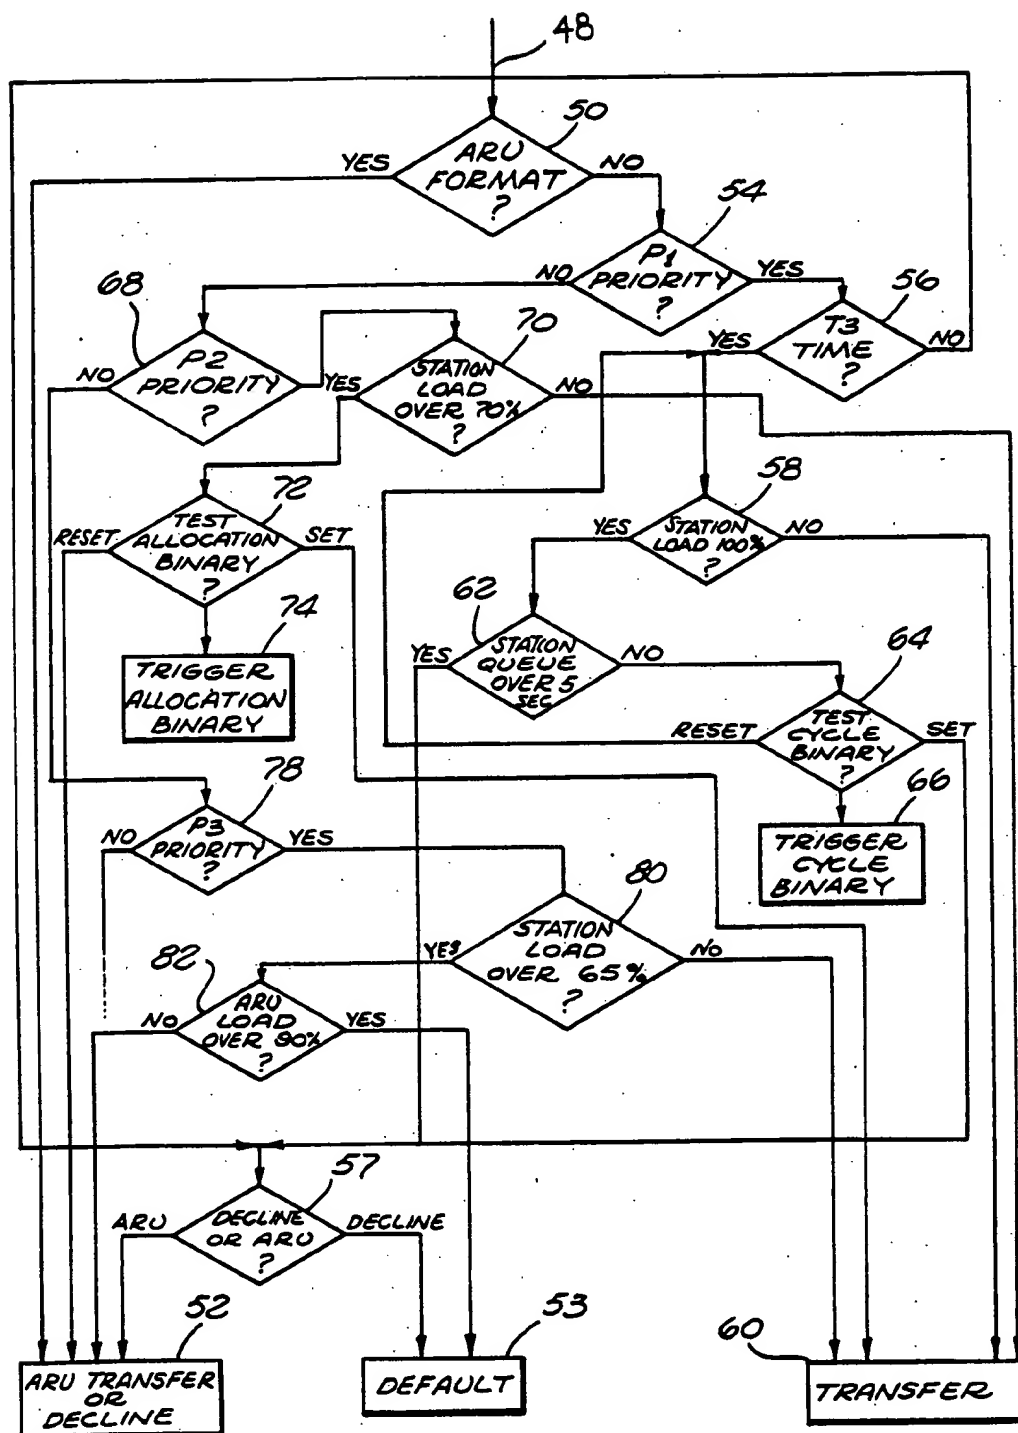 48
50
ARU
FORMAT
?
YES
NO
54
P1
PRIORITY
?
NO
YES
56
T3
TIME
?
YES
NO
68
P2
PRIORITY
?
NO
YES
70
STATION
LOAD
OVER 70%
?
NO
72
TEST
ALLOCATION
BINARY
?
RESET
SET
58
STATION
LOAD 100%
?
YES
NO
74
TRIGGER
ALLOCATION
BINARY
62
STATION
QUEUE
OVER 5
SEC
YES
NO
64
TEST
CYCLE
BINARY
?
RESET
SET
66
TRIGGER
CYCLE
BINARY
78
P3
PRIORITY
?
NO
YES
80
STATION
LOAD
OVER 65%
?
YES
NO
82
ARU
LOAD
OVER 90%
?
NO
YES
57
DECLINE
OR ARU
?
ARU
DECLINE
52
ARU TRANSFER
OR
DECLINE
53
DEFAULT
60
TRANSFER